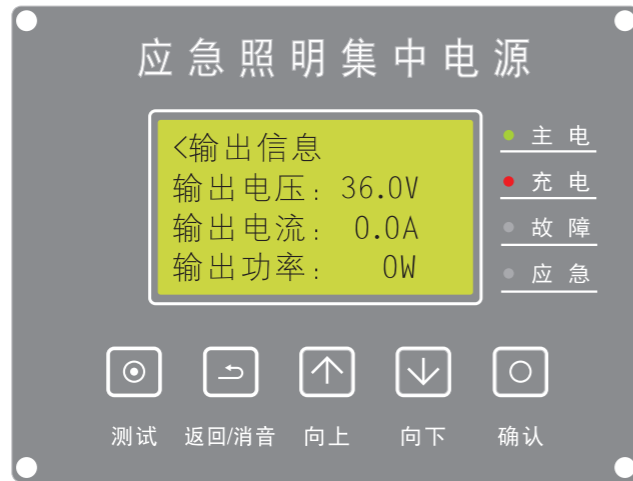 应急照明集中电源
<输出信息
输出电压: 36.0V
输出电流: 0.0A
输出功率: 0W
主电
充电
故障
应急
测试 返回/消音 向上 向下 确认